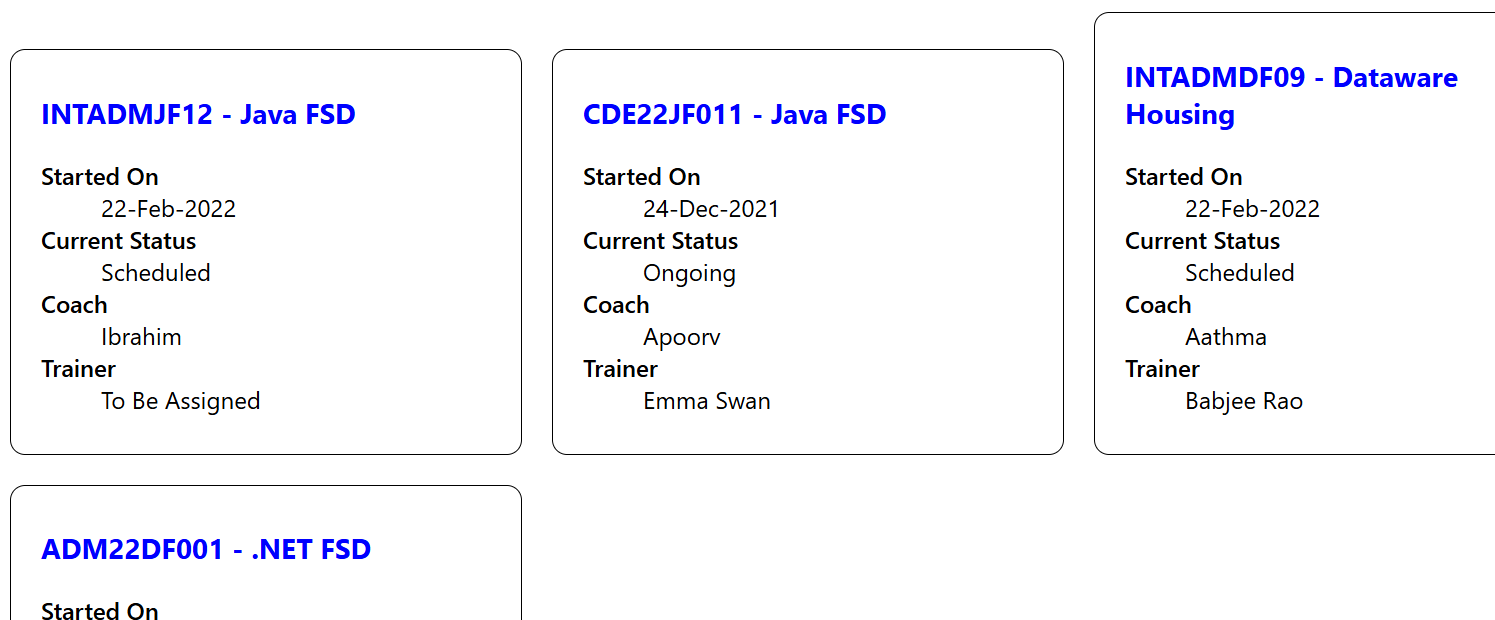 INTADMJF12 - Java FSD
Started On
22-Feb-2022
Current Status
Scheduled
Coach
Ibrahim
Trainer
To Be Assigned
CDE22JF011 - Java FSD
Started On
24-Dec-2021
Current Status
Ongoing
Coach
Apoorv
Trainer
Emma Swan
INTADMDF09 - Dataware
Housing
Started On
22-Feb-2022
Current Status
Scheduled
Coach
Aathma
Trainer
Babjee Rao
ADM22DF001 - .NET FSD
Started On